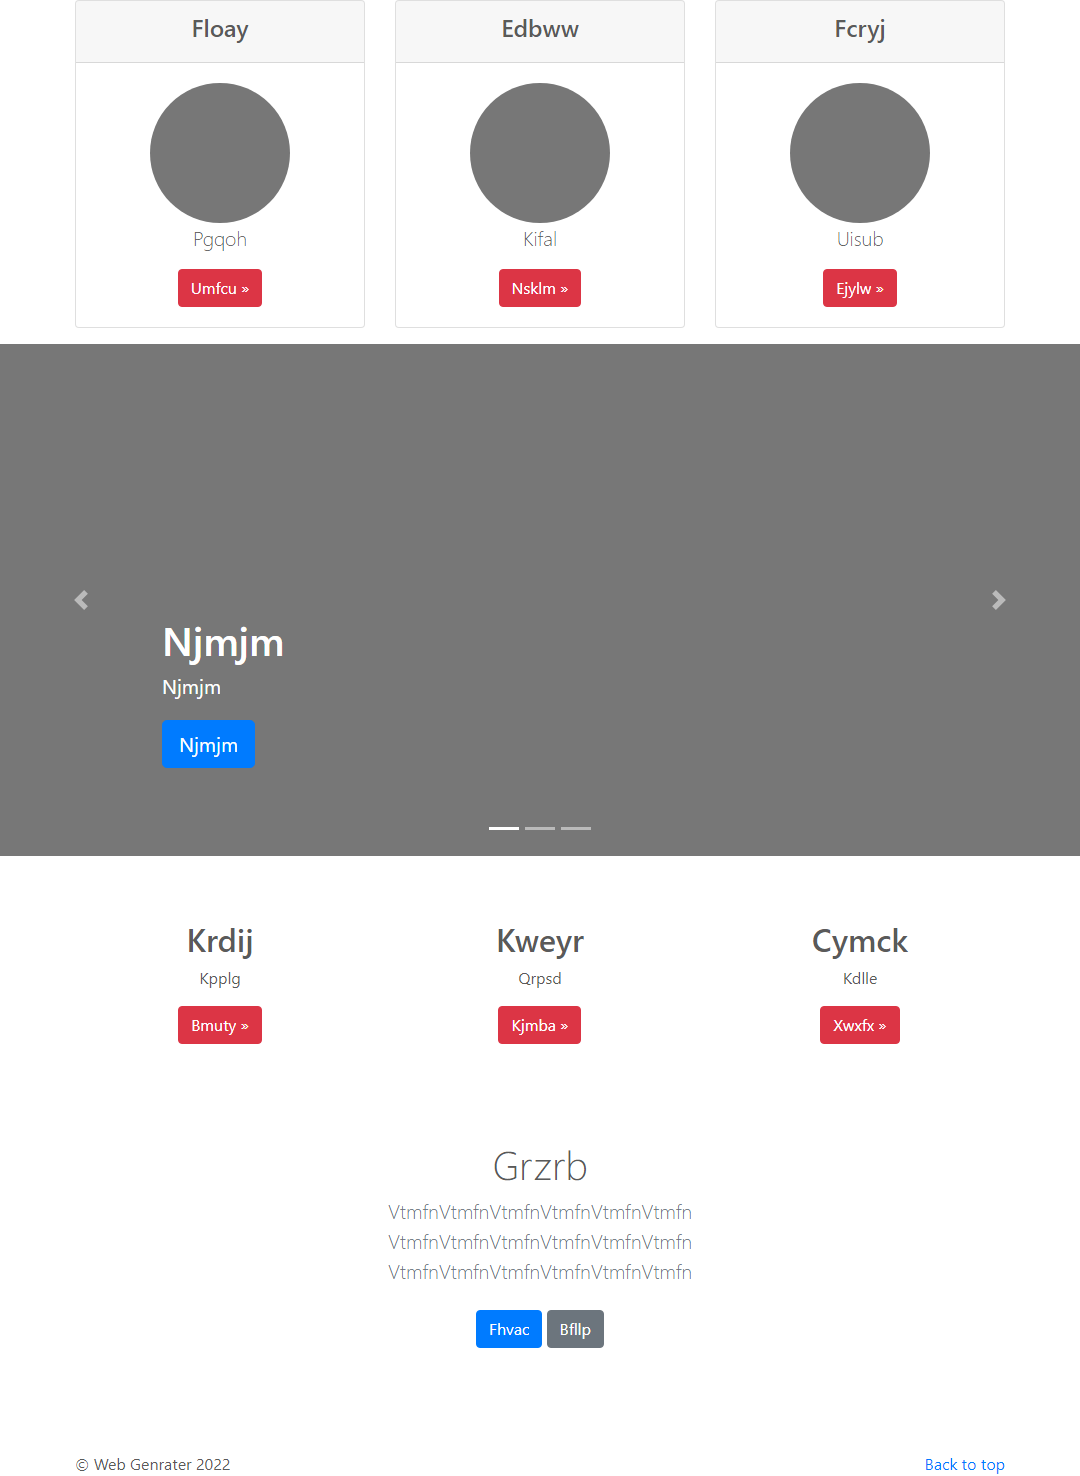 Floay
Edbww
Fcryj
Pgqoh
Kifal
Uisub
Umfcu »
Nsklm »
Ejylw »
Njmjm
Njmjm
Njmjm
Krdij
Kweyr
Cymck
Kpplg
Qrpsd
Kdlle
Bmuty »
Kjmba »
Xwxfx »
Grzrb
VtmfnVtmfnVtmfnVtmfnVtmfnVtmfn
VtmfnVtmfnVtmfnVtmfnVtmfnVtmfn
VtmfnVtmfnVtmfnVtmfnVtmfnVtmfn
Fhvac
Bfllp
© Web Genrater 2022
Back to top